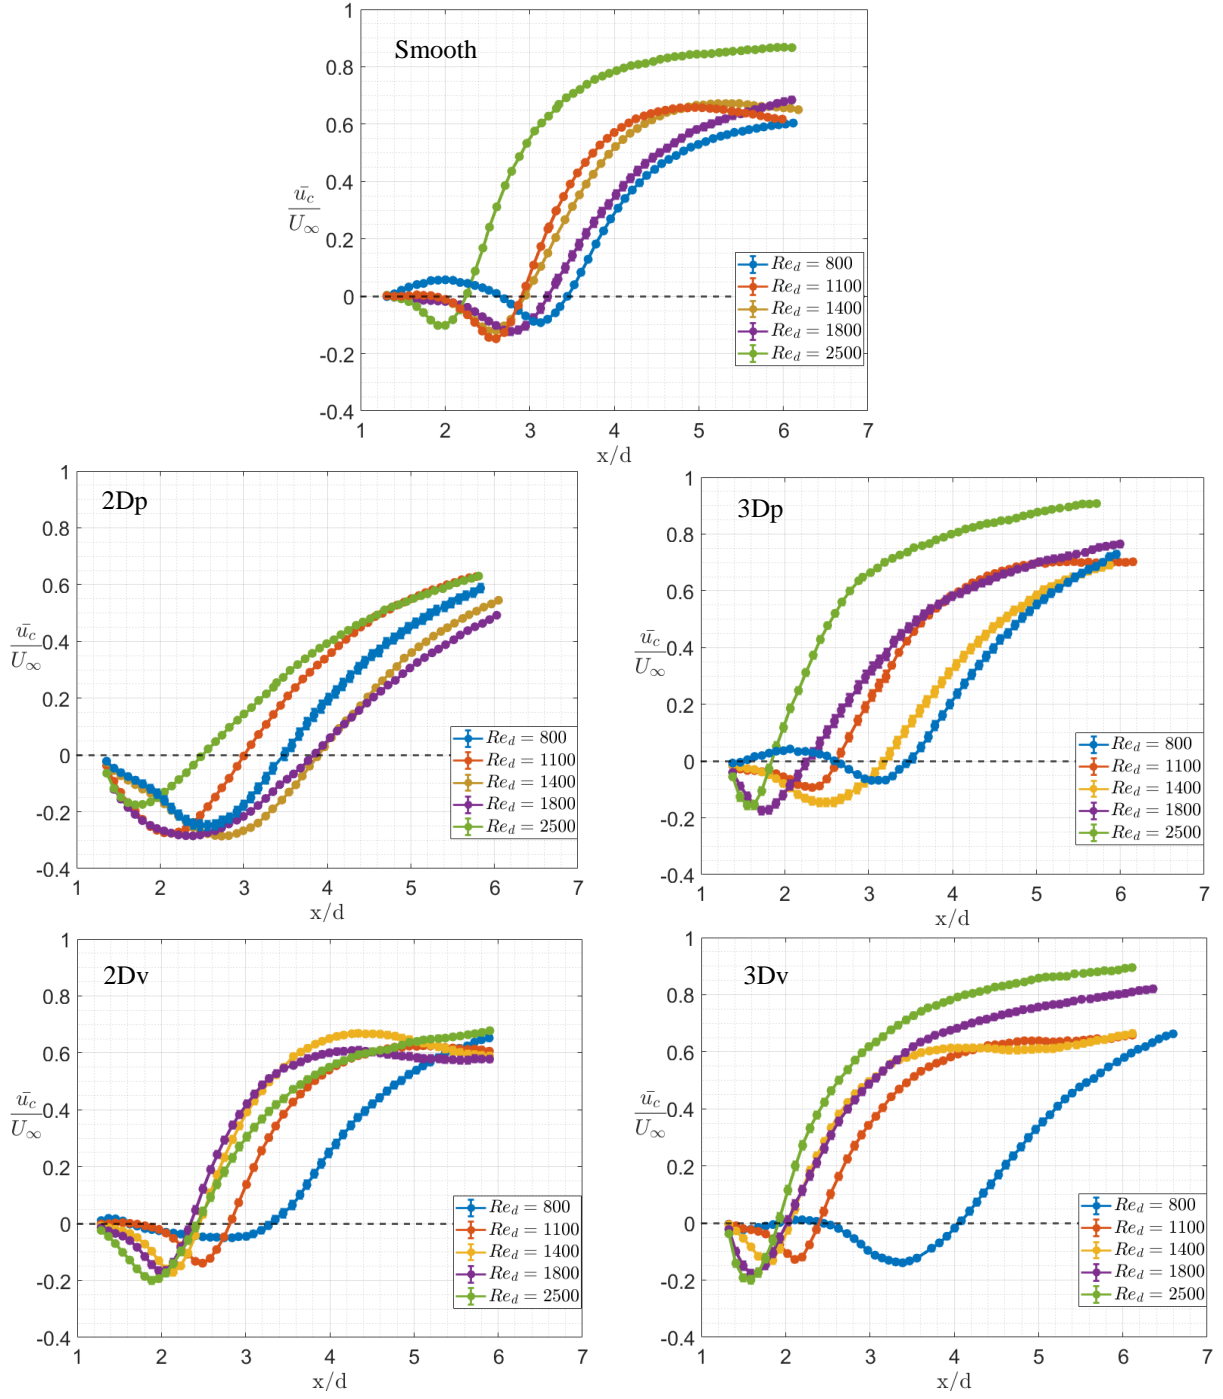 Smooth
1
0.8
0.6
0.4
0.2
0
-0.2
-0.4
u̅_c
U_∞
Re_d = 800
Re_d = 1100
Re_d = 1400
Re_d = 1800
Re_d = 2500
1 2 3 4 5 6 7
x/d
2Dp
1
0.8
0.6
0.4
0.2
0
-0.2
-0.4
u̅_c
U_∞
Re_d = 800
Re_d = 1100
Re_d = 1400
Re_d = 1800
Re_d = 2500
1 2 3 4 5 6 7
x/d
3Dp
1
0.8
0.6
0.4
0.2
0
-0.2
-0.4
u̅_c
U_∞
Re_d = 800
Re_d = 1100
Re_d = 1400
Re_d = 1800
Re_d = 2500
1 2 3 4 5 6 7
x/d
2Dv
1
0.8
0.6
0.4
0.2
0
-0.2
-0.4
u̅_c
U_∞
Re_d = 800
Re_d = 1100
Re_d = 1400
Re_d = 1800
Re_d = 2500
1 2 3 4 5 6 7
x/d
3Dv
1
0.8
0.6
0.4
0.2
0
-0.2
-0.4
u̅_c
U_∞
Re_d = 800
Re_d = 1100
Re_d = 1400
Re_d = 1800
Re_d = 2500
1 2 3 4 5 6 7
x/d